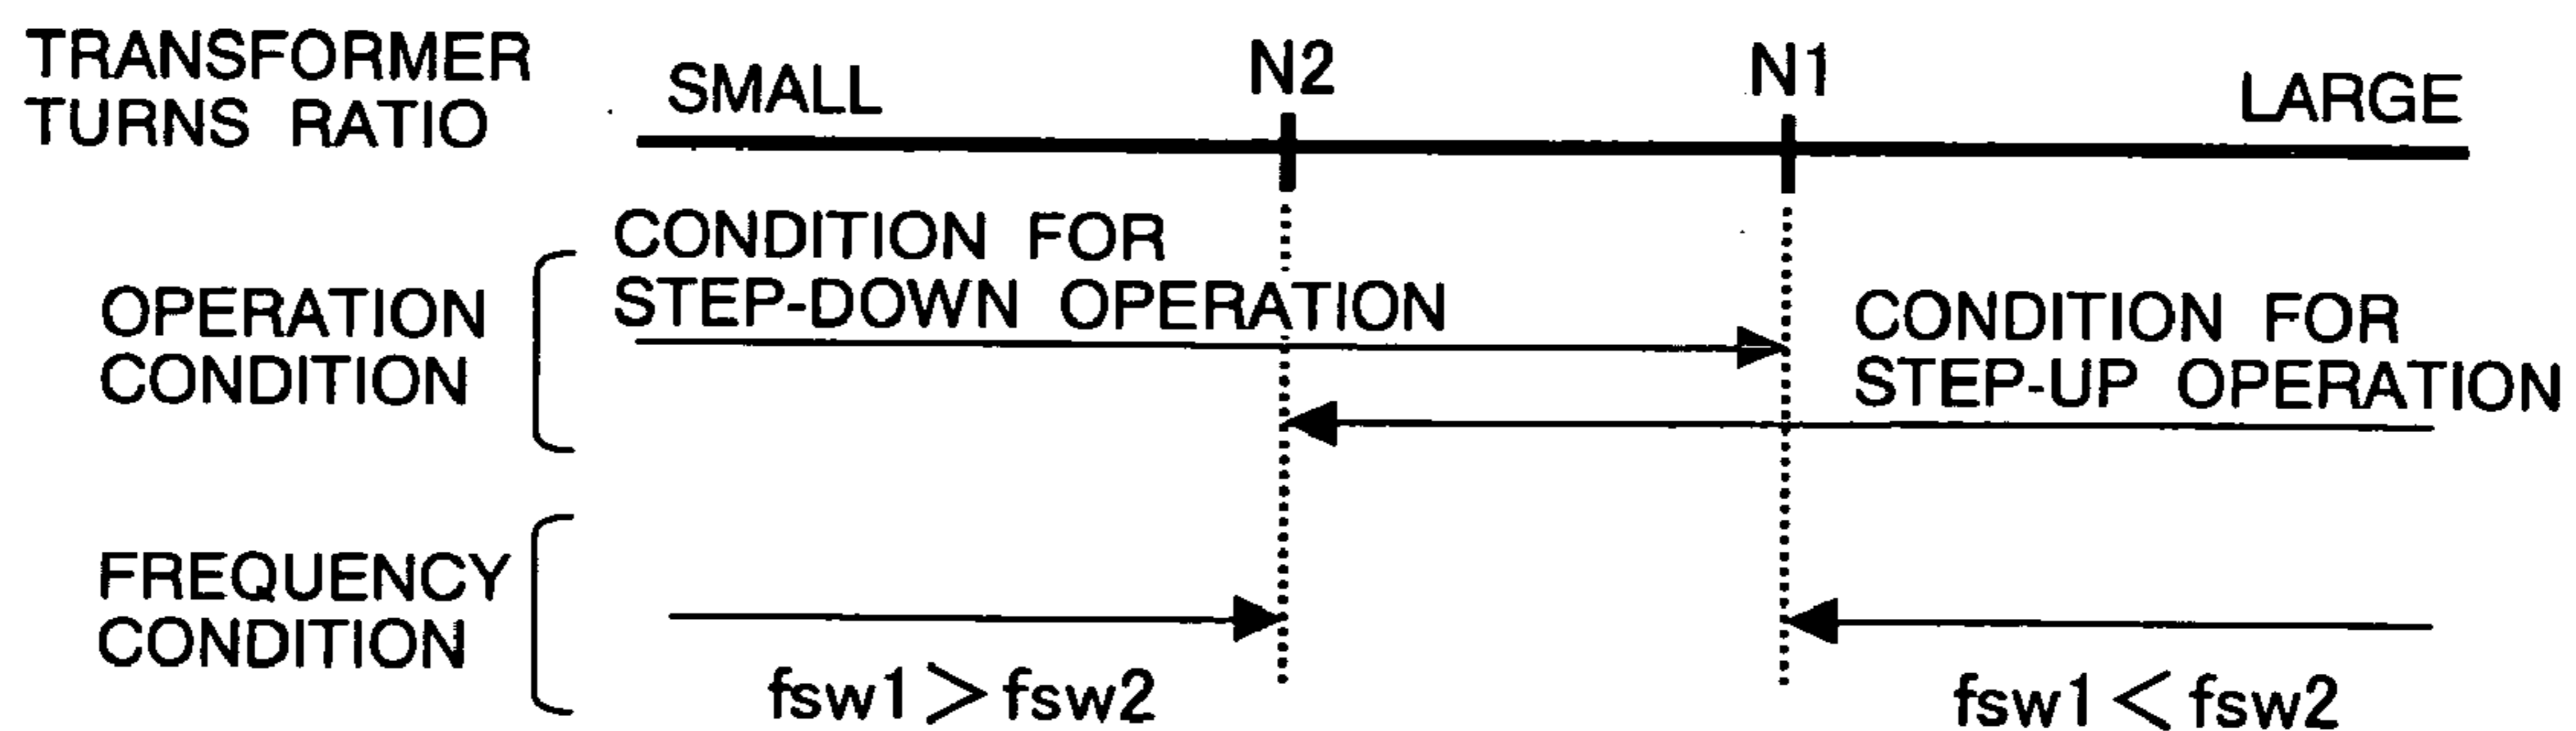 TRANSFORMER
TURNS RATIO
SMALL
N2
N1
LARGE
CONDITION FOR
STEP-DOWN OPERATION
OPERATION
CONDITION
CONDITION FOR
STEP-UP OPERATION
FREQUENCY
CONDITION
fsw1>fsw2
fsw1<fsw2